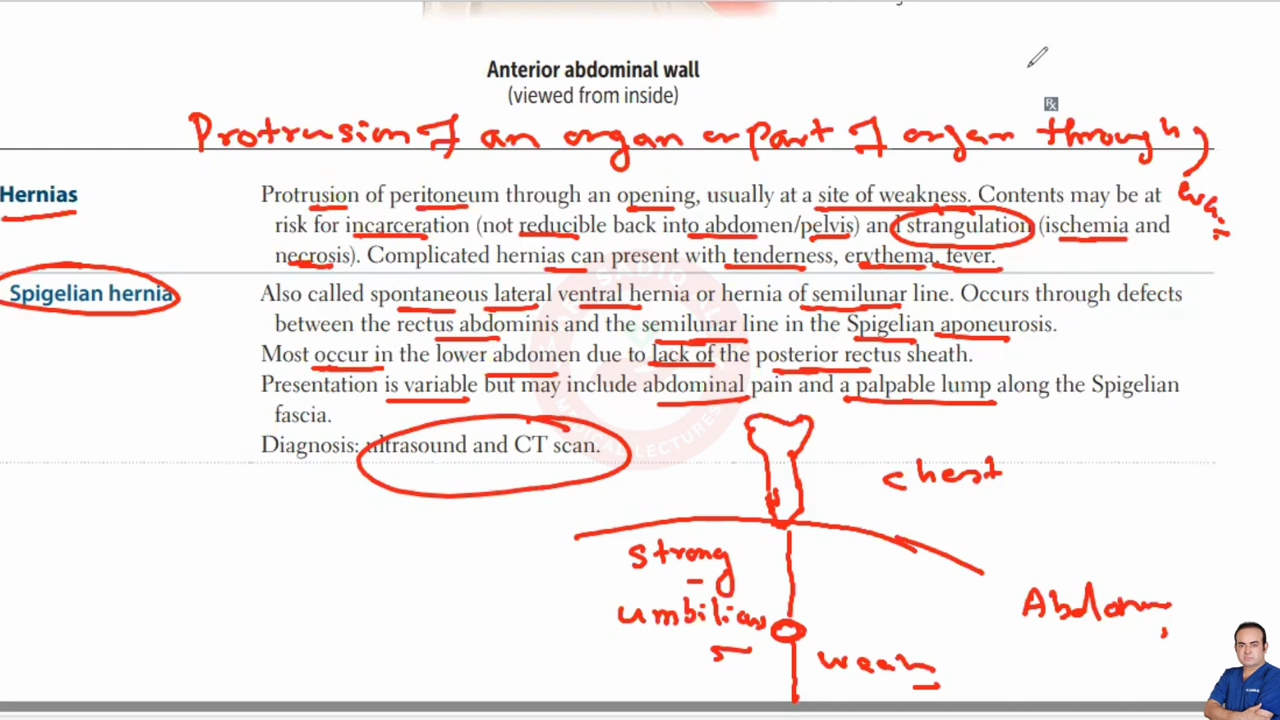 Anterior abdominal wall
(viewed from inside)
Rx
Protrusion of an organ or part of organ through
Hernias
Protrusion of peritoneum through an opening, usually at a site of weakness. Contents may be at
risk for incarceration (not reducible back into abdomen/pelvis) and strangulation (ischemia and
necrosis). Complicated hernias can present with tenderness, erythema, fever.
Spigelian hernia
Also called spontaneous lateral ventral hernia or hernia of semilunar line. Occurs through defects
between the rectus abdominis and the semilunar line in the Spigelian aponeurosis.
Most occur in the lower abdomen due to lack of the posterior rectus sheath.
Presentation is variable but may include abdominal pain and a palpable lump along the Spigelian
fascia.
Diagnosis: ultrasound and CT scan.
MEDICAL LECTURES
chest
strong
umbilicus
Abdomen
weak